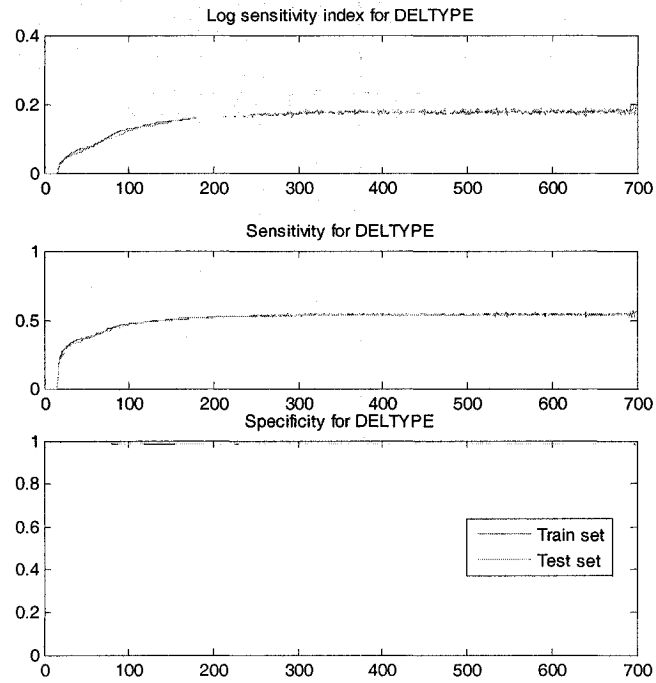 Log sensitivity index for DELTYPE
0.4
0.2
0
0 100 200 300 400 500 600 700
Sensitivity for DELTYPE
1
0.5
0
0 100 200 300 400 500 600 700
Specificity for DELTYPE
1
0.8
0.6
0.4
0.2
0
Train set
Test set
0 100 200 300 400 500 600 700